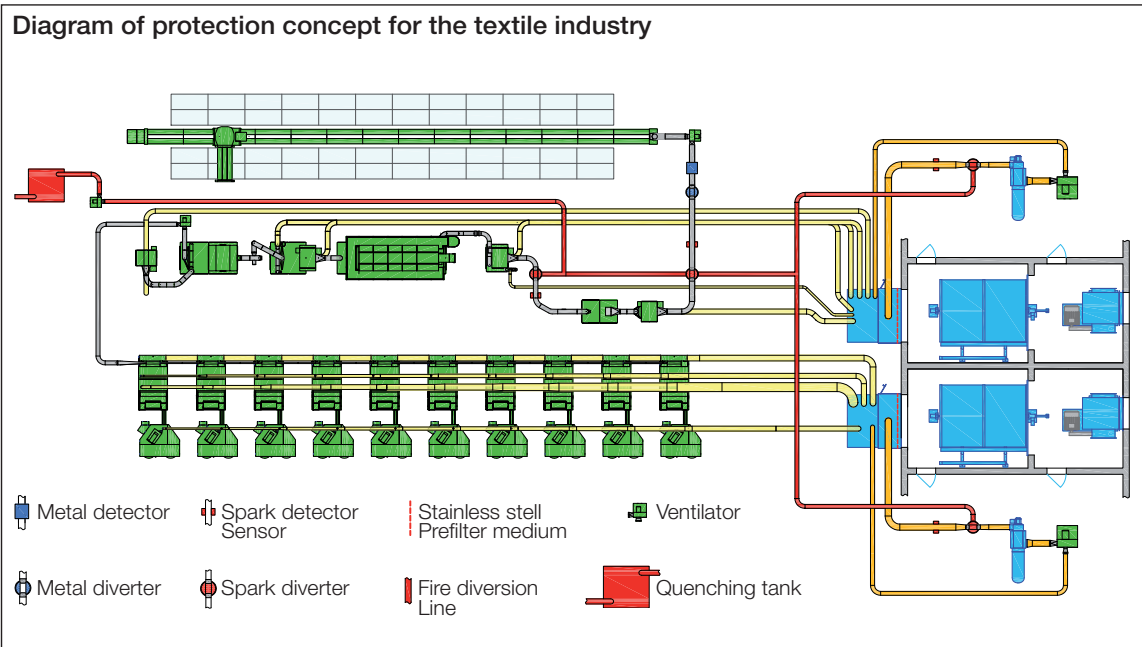 Diagram of protection concept for the textile industry
Metal detector
Spark detector
Sensor
Stainless stell
Prefilter medium
Ventilator
Metal diverter
Spark diverter
Fire diversion
Line
Quenching tank